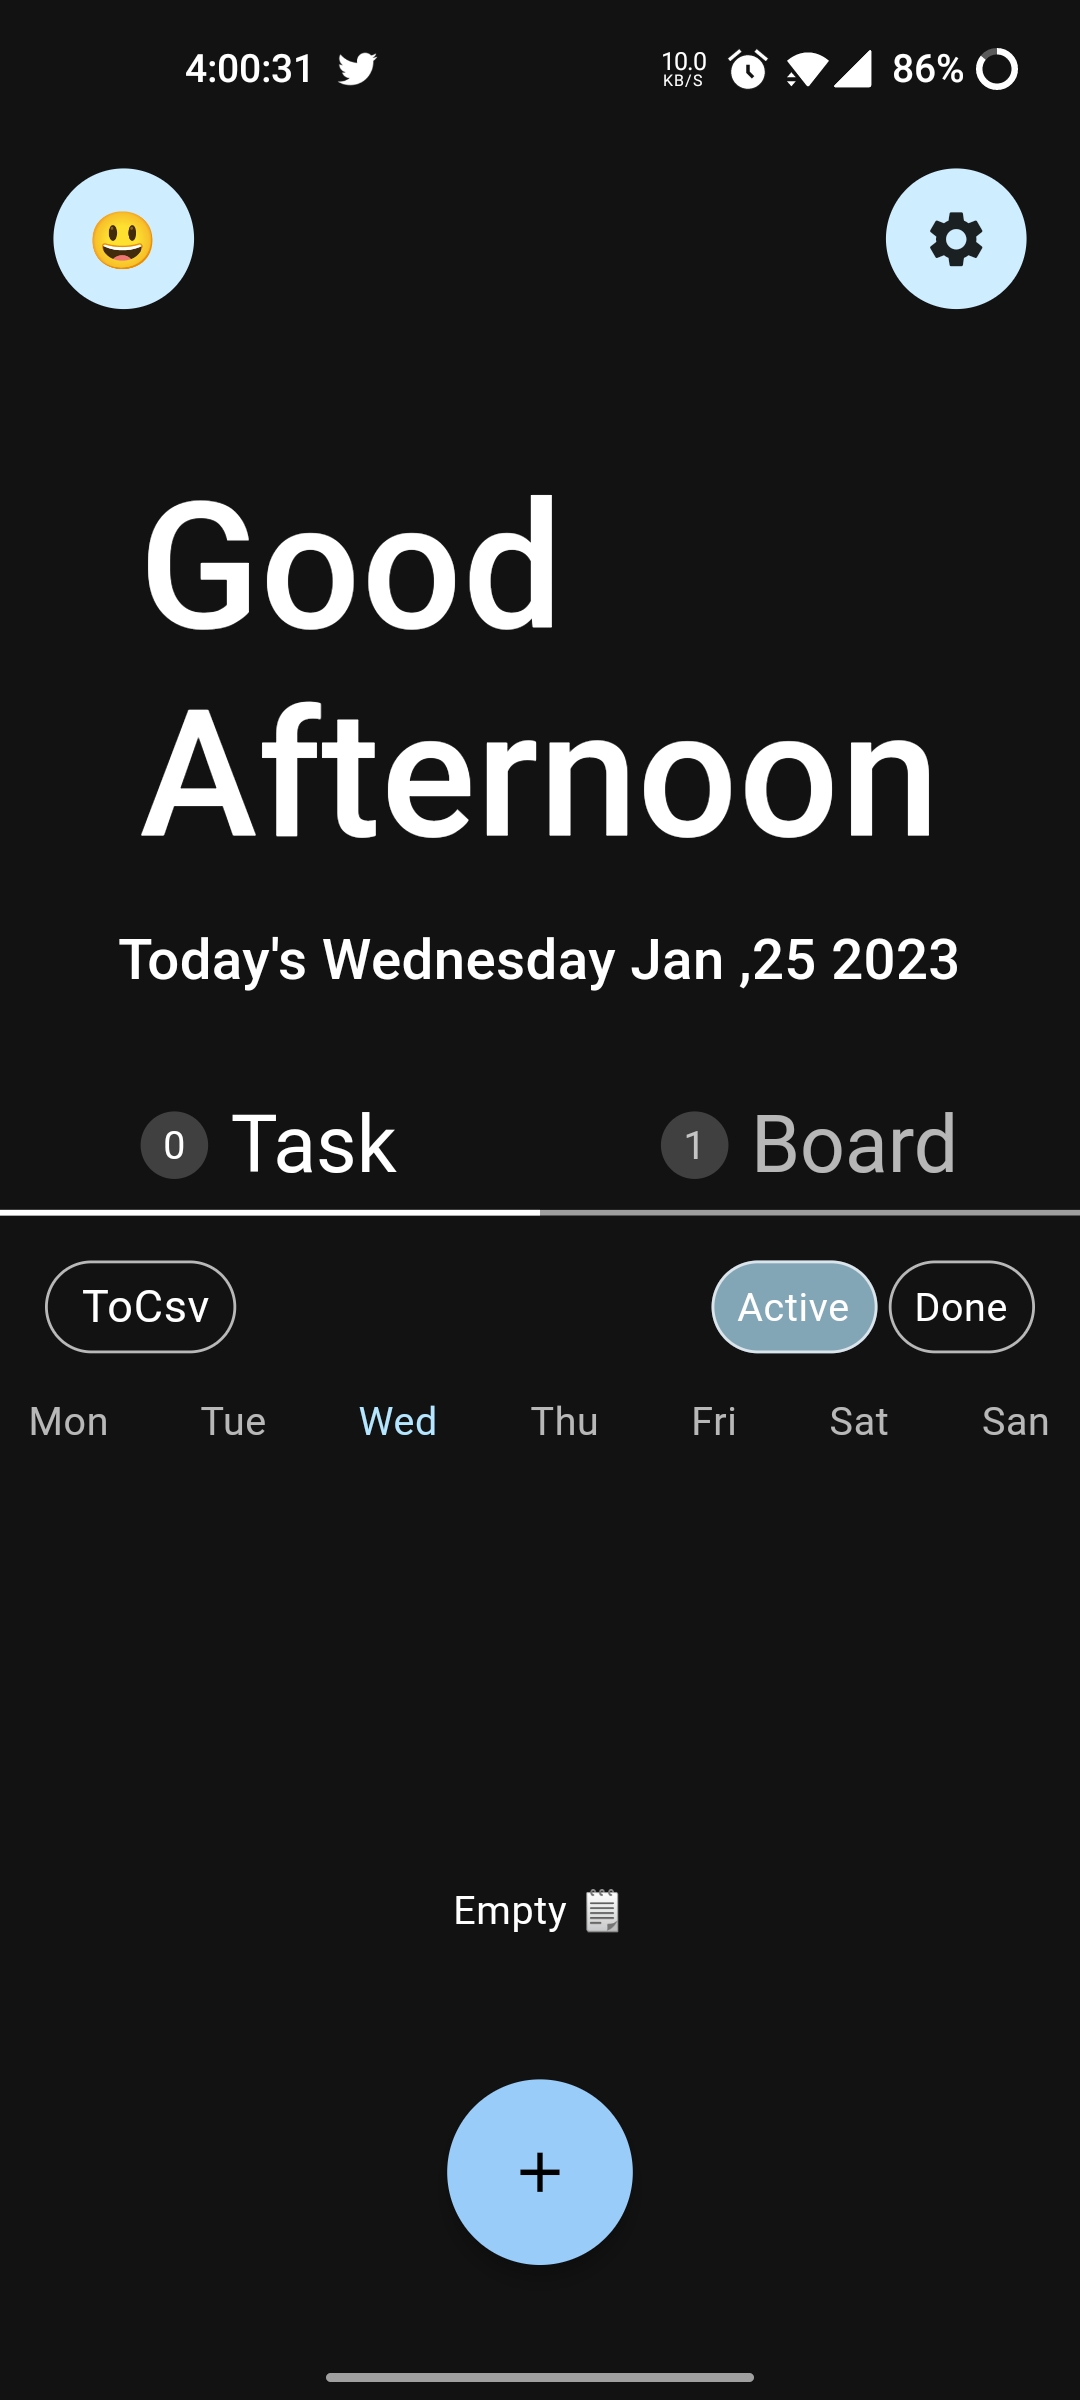 4:00:31 10.0 KB/S 86%
Good
Afternoon
Today's Wednesday Jan ,25 2023
0 Task 1 Board
ToCsv Active Done
Mon Tue Wed Thu Fri Sat San
Empty
+